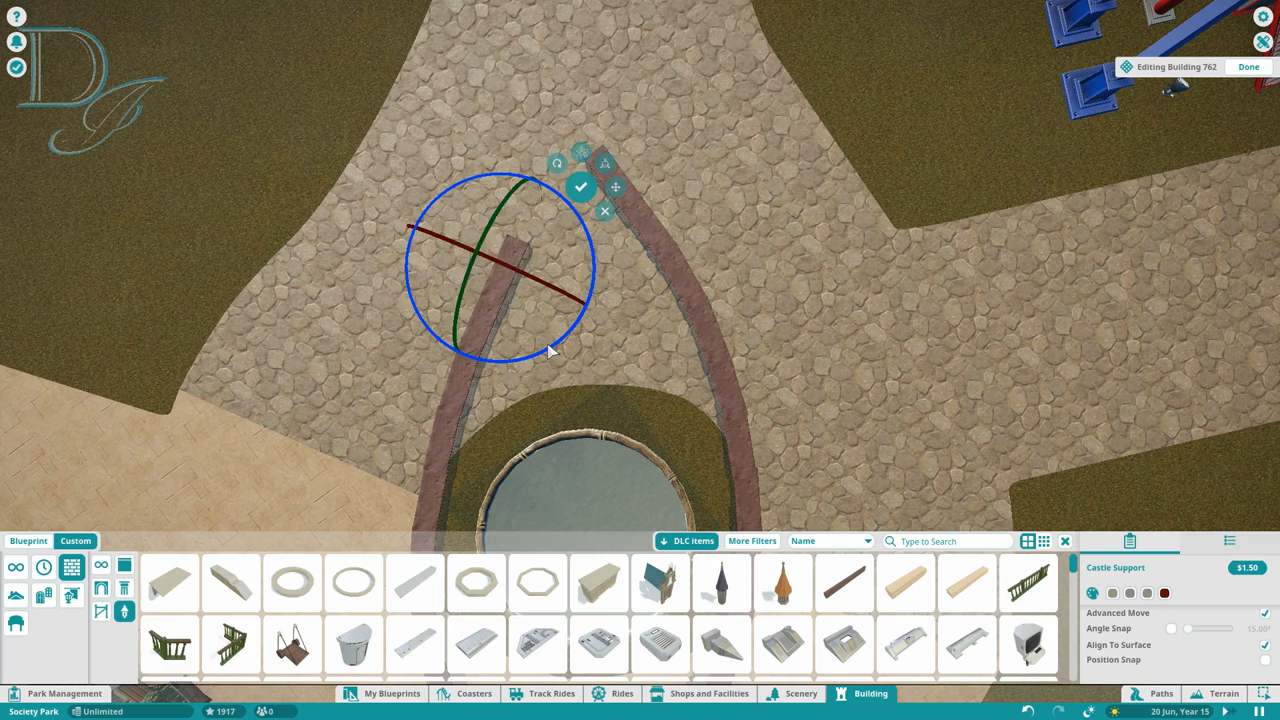 ?
DJ
Editing Building 762
Done
Blueprint
Custom
DLC items
More Filters
Name
Type to Search
Castle Support
$1.50
Advanced Move
Angle Snap
15.00°
Align To Surface
Position Snap
Park Management
My Blueprints
Coasters
Track Rides
Rides
Shops and Facilities
Scenery
Building
Paths
Terrain
Society Park
Unlimited
1917
0
20 Jun, Year 15